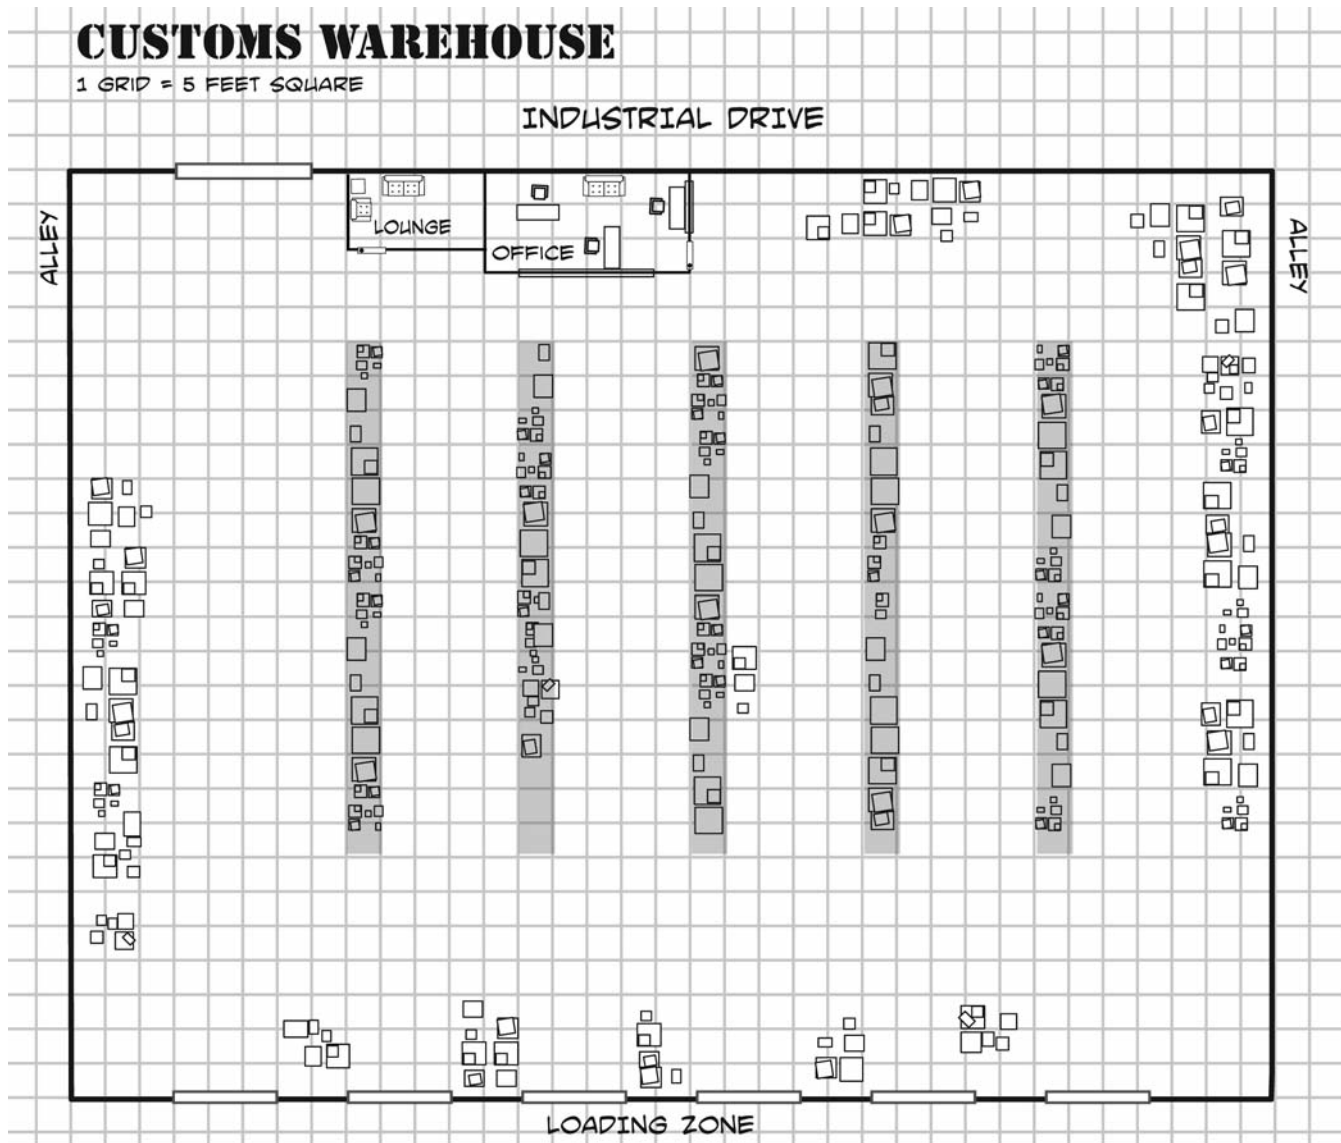 CUSTOMS WAREHOUSE
1 GRID = 5 FEET SQUARE
INDUSTRIAL DRIVE
ALLEY
LOUNGE
OFFICE
ALLEY
LOADING ZONE